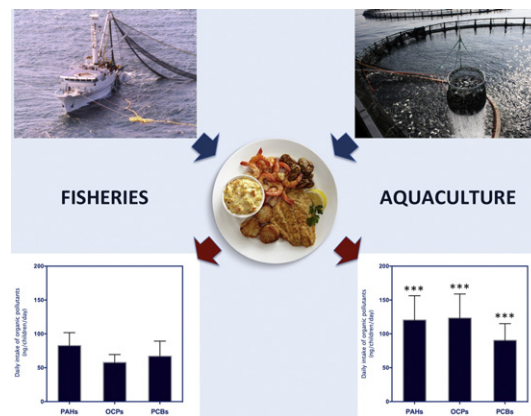 FISHERIES
AQUACULTURE
Daily intake of organic pollutants
(ng/children/day)
200
150
100
50
0
PAHs
OCPs
PCBs
Daily intake of organic pollutants
(ng/children/day)
200
150
100
50
0
***
***
***
PAHs
OCPs
PCBs